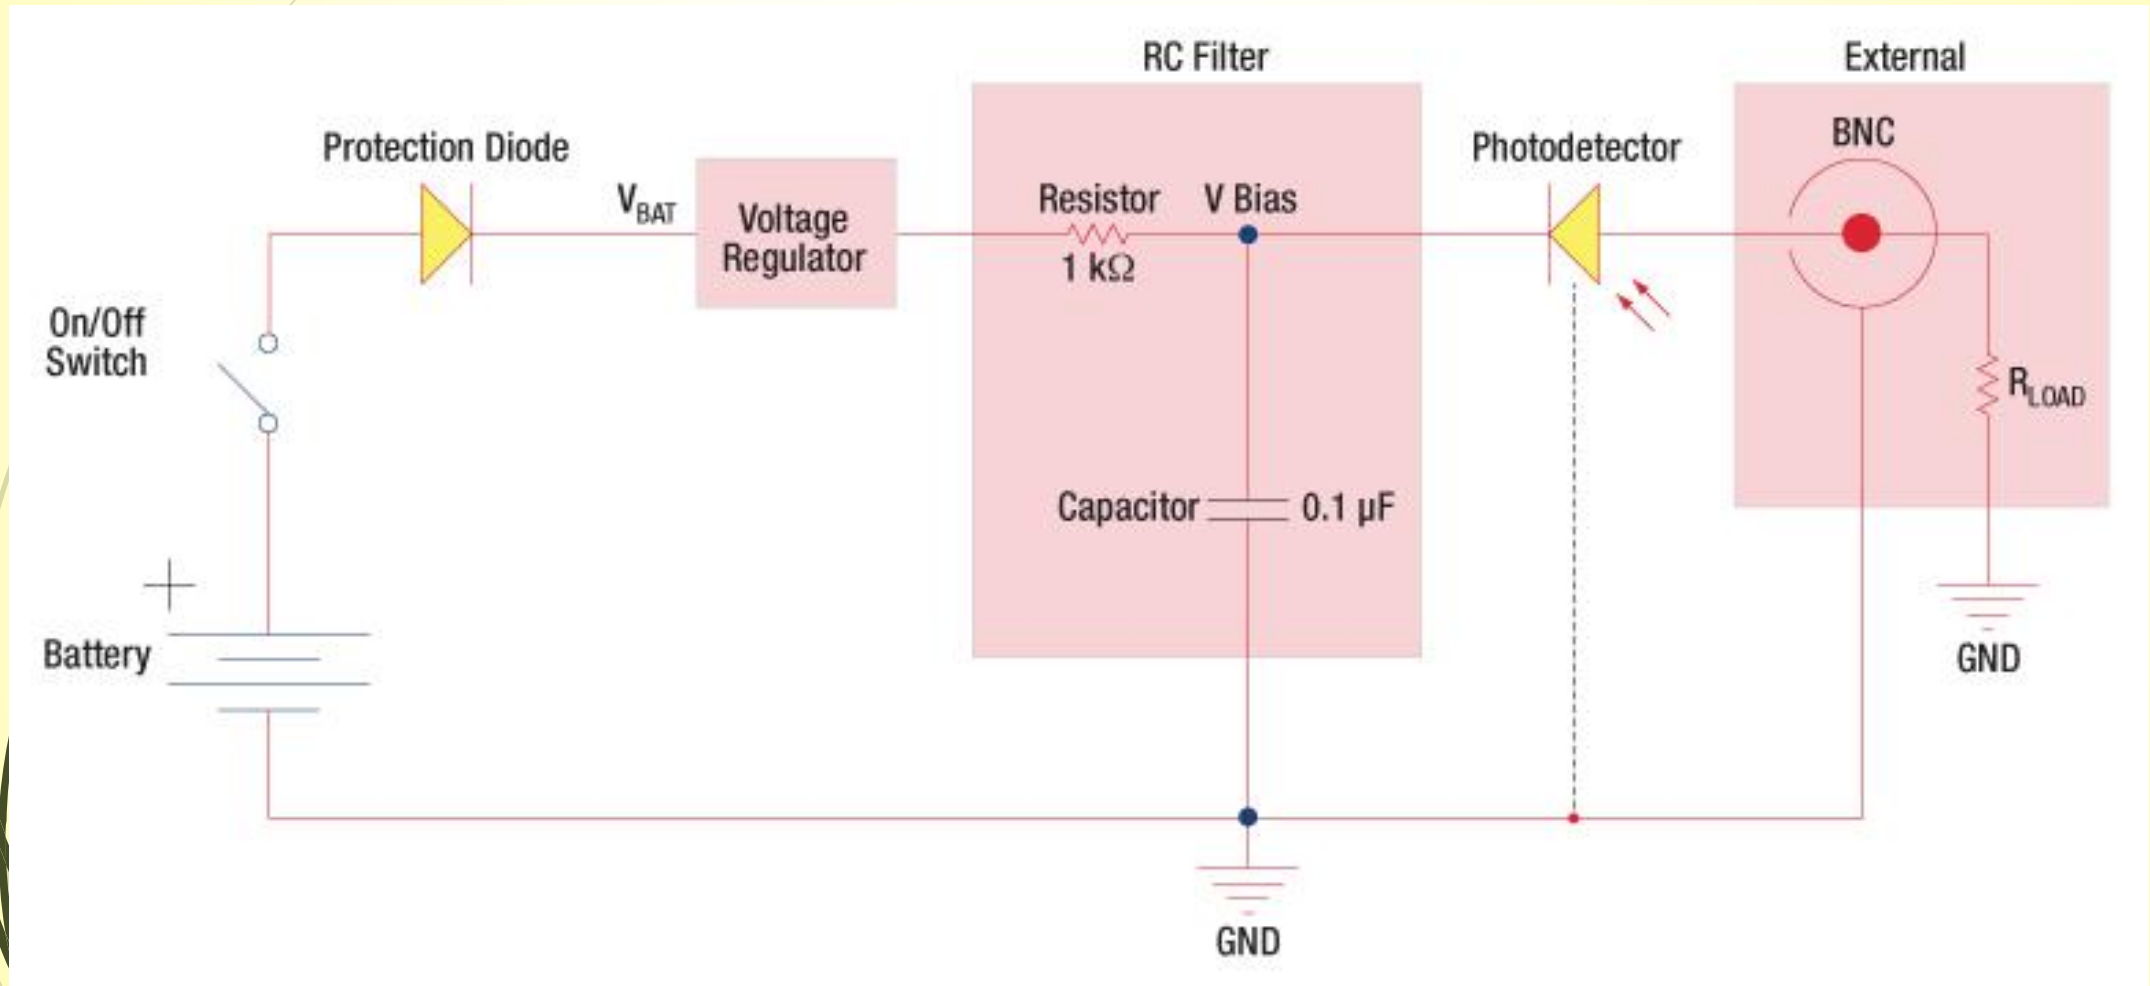 RC Filter
External
Protection Diode
V_BAT
Voltage
Regulator
Resistor
1 kΩ
V Bias
Photodetector
BNC
On/Off
Switch
R_LOAD
Capacitor
0.1 µF
+
Battery
GND
GND